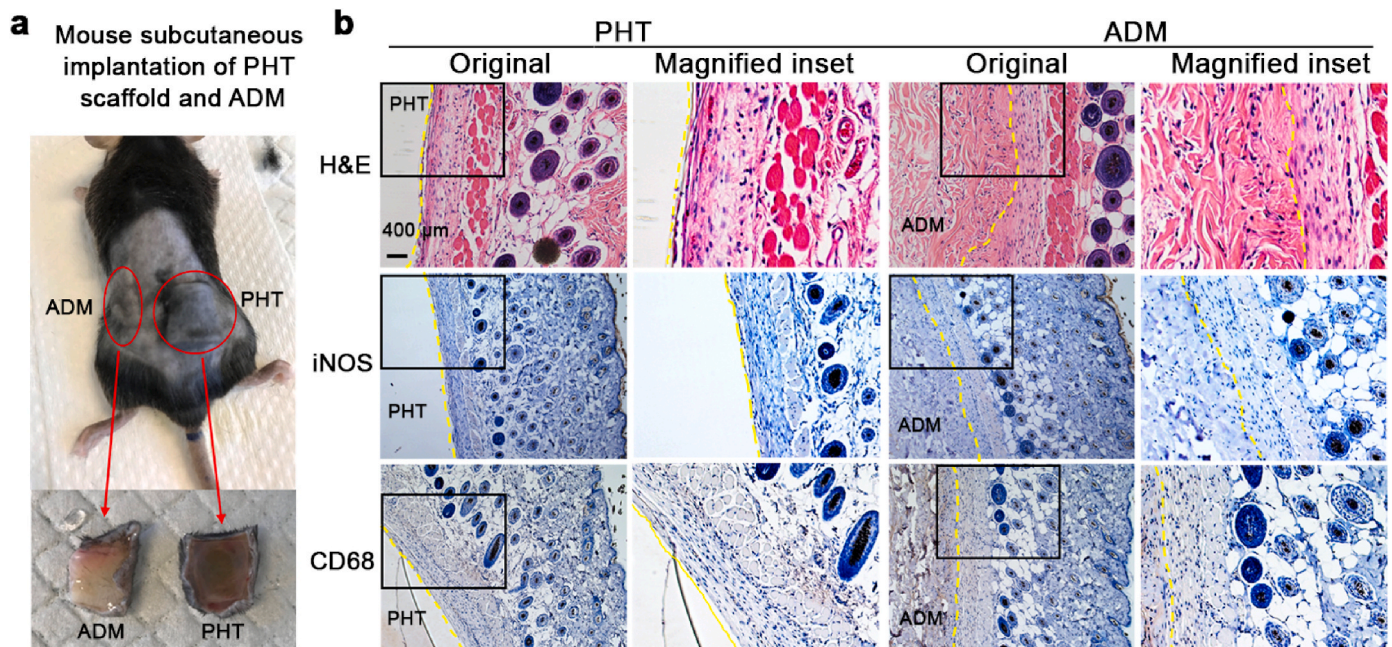 a
Mouse subcutaneous
implantation of PHT
scaffold and ADM
ADM
PHT
ADM
PHT
b
PHT
ADM
Original
Magnified inset
Original
Magnified inset
H&E
PHT
400 µm
ADM
iNOS
PHT
ADM
CD68
PHT
ADM